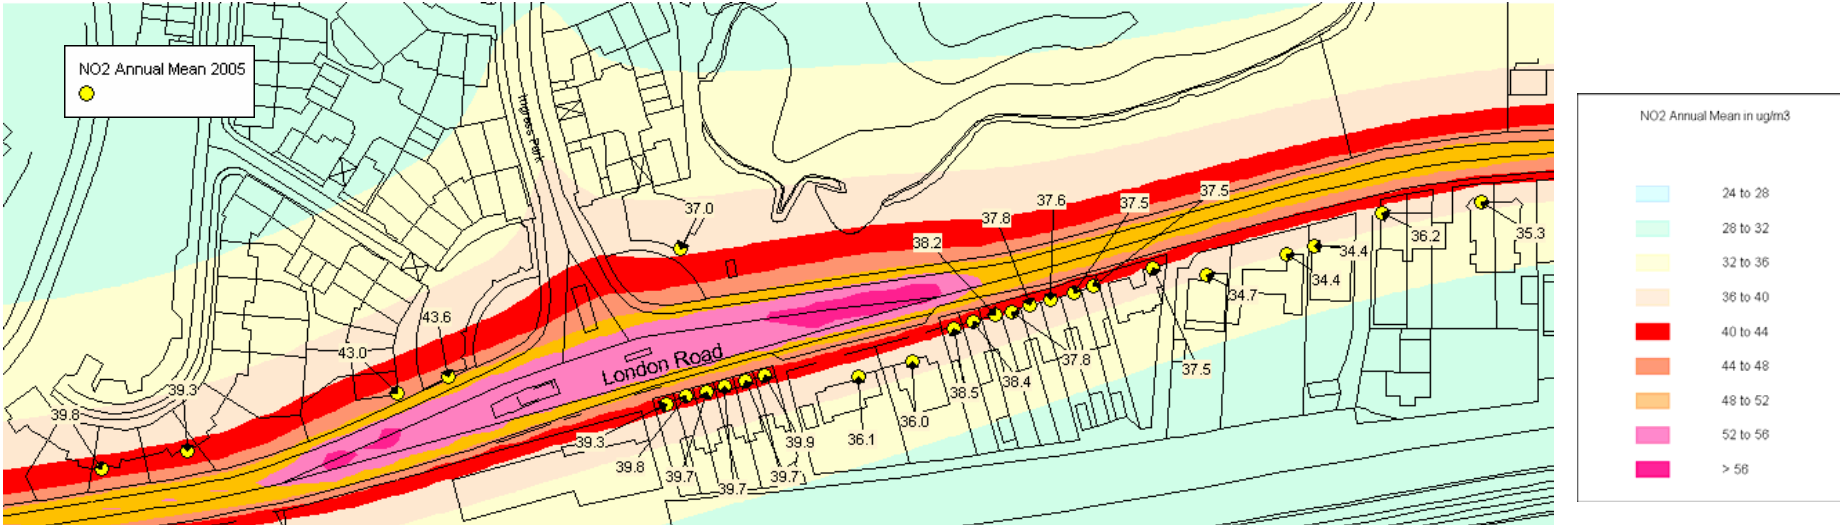 NO2 Annual Mean 2005
Ingress Park
London Road
37.0
43.6
43.0
39.3
39.8
38.2
37.8
37.6
37.5
37.5
36.2
35.3
34.4
34.4
34.7
37.5
37.8
38.4
38.5
36.0
36.1
39.9
39.3
39.8
39.7
39.7
39.7
NO2 Annual Mean in ug/m3
24 to 28
28 to 32
32 to 36
36 to 40
40 to 44
44 to 48
48 to 52
52 to 56
> 56